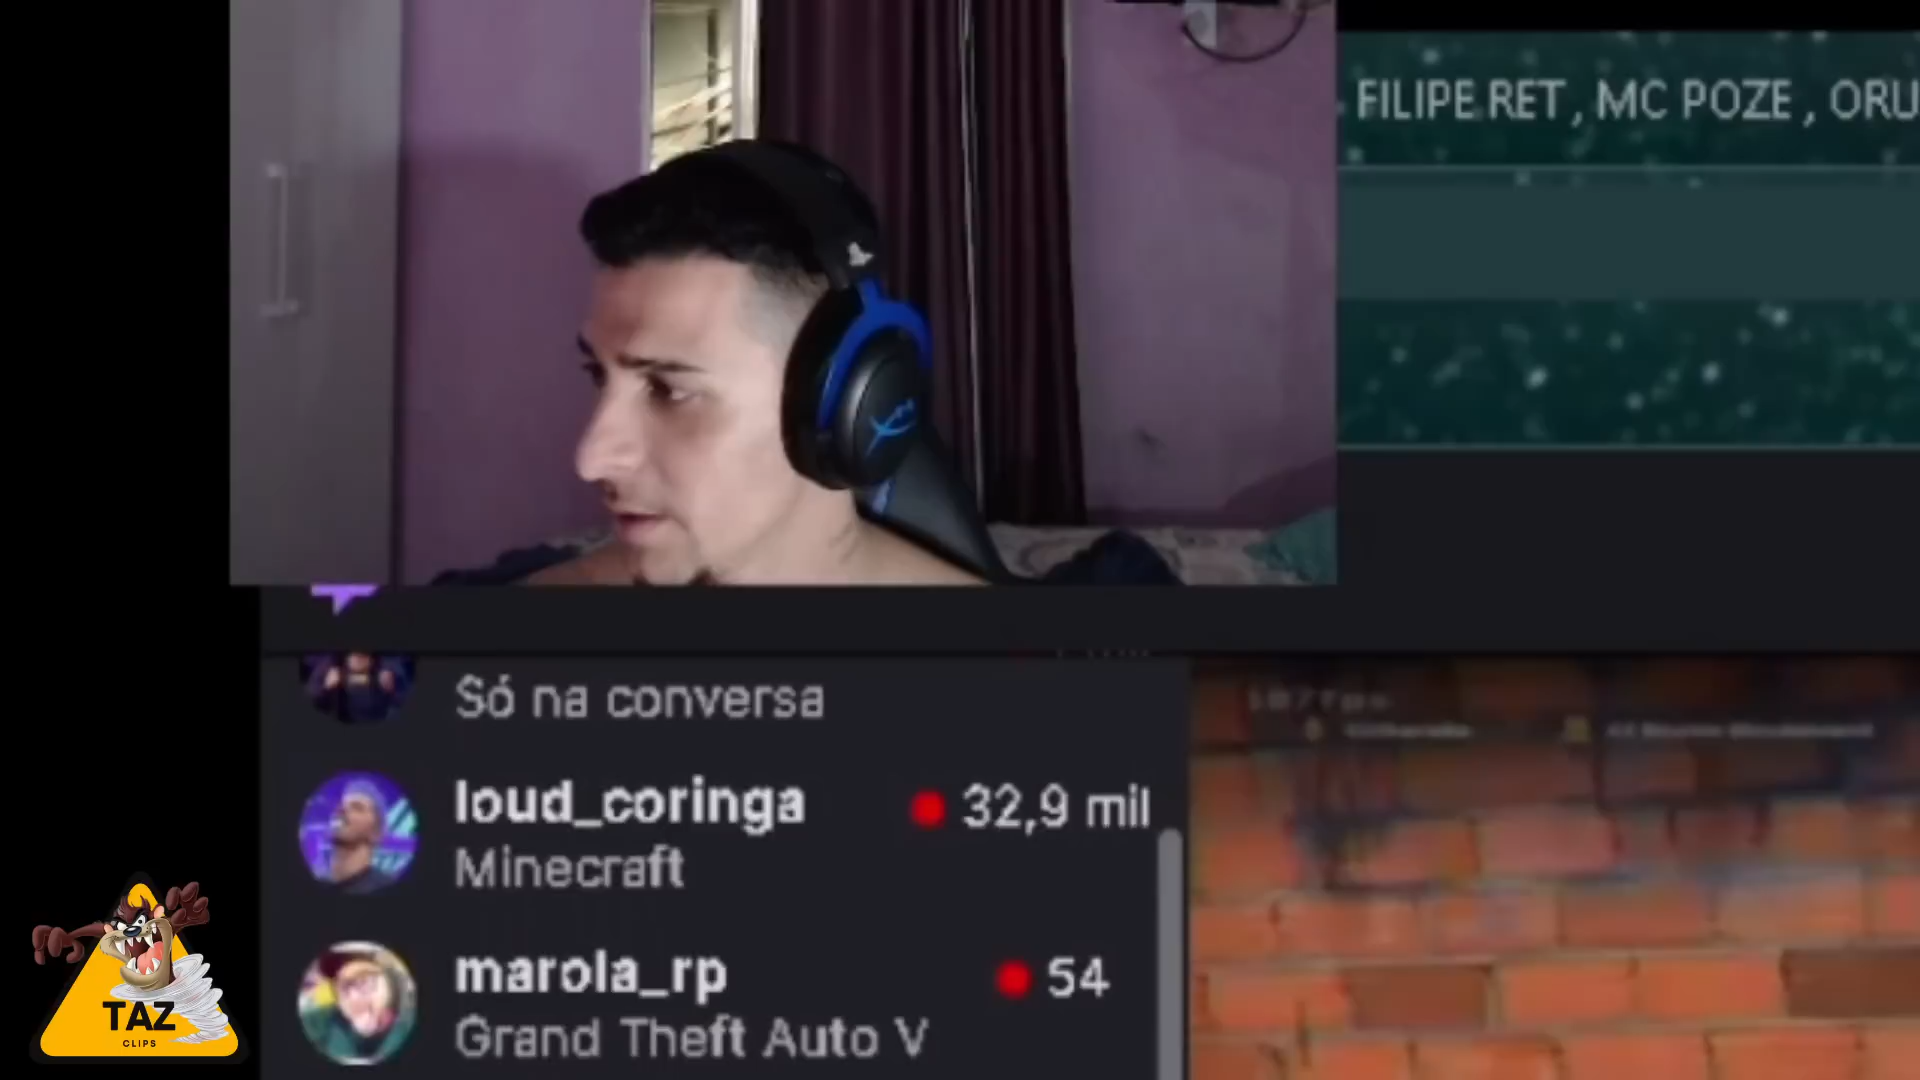 FILIPE RET, MC POZE , ORU
Só na conversa
loud_coringa 32,9 mil
Minecraft
marola_rp 54
Grand Theft Auto V
TAZ
CLIPS